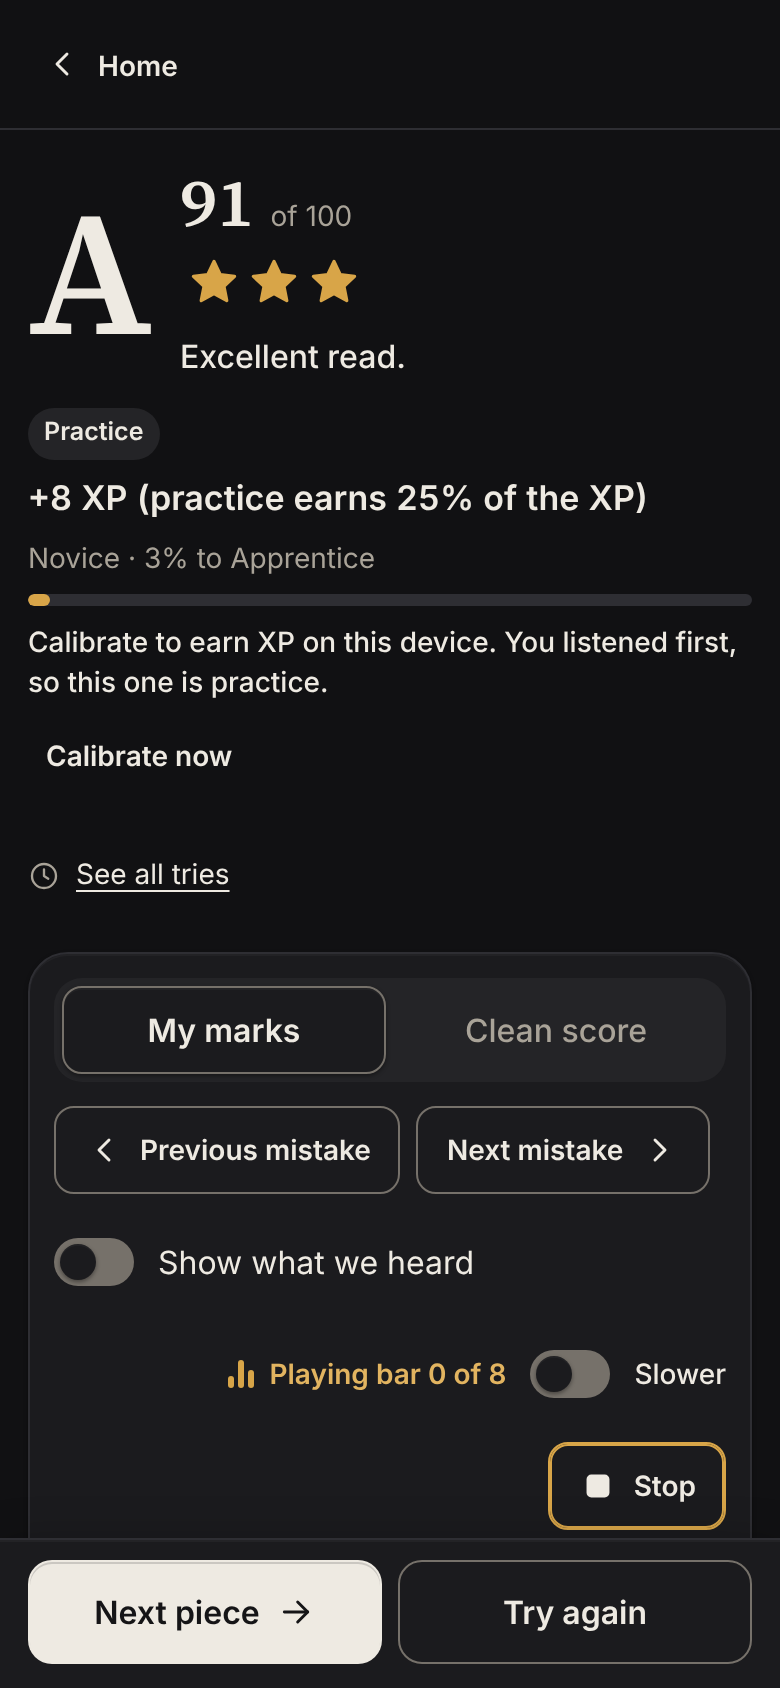 Home
A
91 of 100
Excellent read.
Practice
+8 XP (practice earns 25% of the XP)
Novice · 3% to Apprentice
Calibrate to earn XP on this device. You listened first,
so this one is practice.
Calibrate now
See all tries
My marks
Clean score
Previous mistake
Next mistake
Show what we heard
Playing bar 0 of 8
Slower
Stop
Next piece
Try again